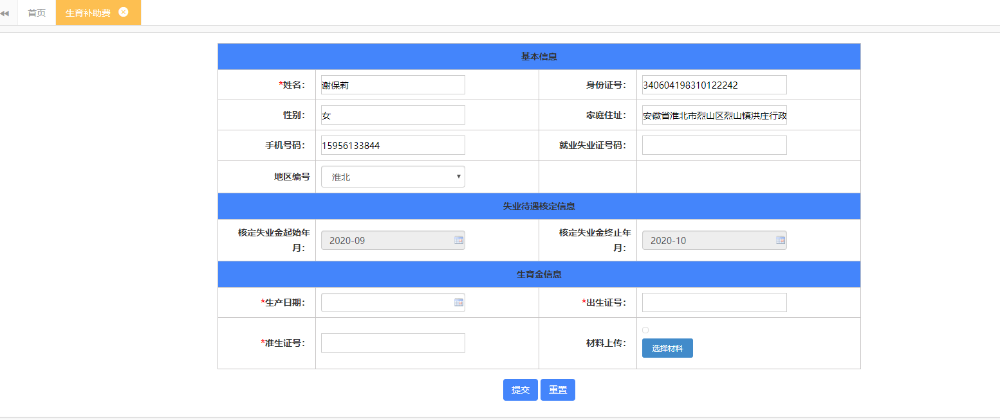 首页 生育补助费
基本信息
*姓名： 谢保莉 身份证号： 340604198310122242
性别： 女 家庭住址： 安徽省淮北市烈山区烈山镇洪庄行政
手机号码： 15956133844 就业失业证号码：
地区编号 淮北
失业待遇核定信息
核定失业金起始年月： 2020-09 核定失业金终止年月： 2020-10
生育金信息
*生产日期： *出生证号：
*准生证号： 材料上传： 选择材料
提交 重置